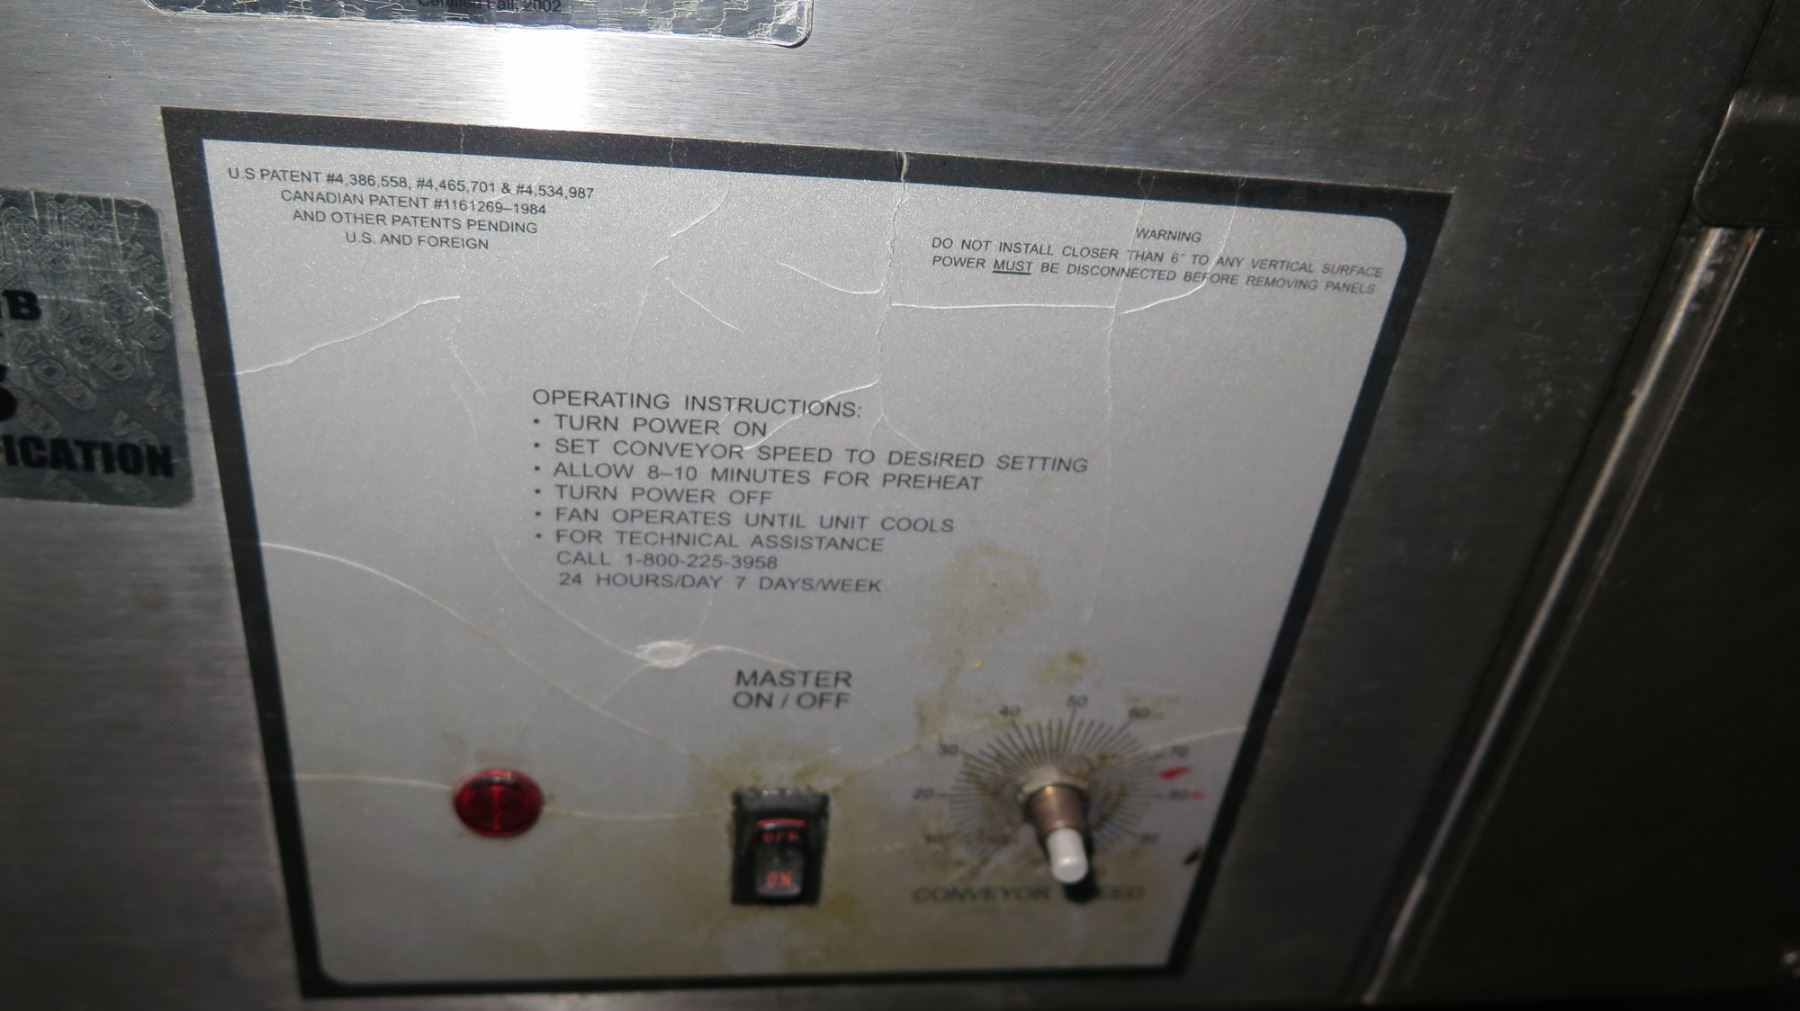 Certified Fall, 2002
U.S PATENT #4,386,558, #4,465,701 & #4,534,987
CANADIAN PATENT #1161269–1984
AND OTHER PATENTS PENDING
U.S. AND FOREIGN
WARNING
DO NOT INSTALL CLOSER THAN 6" TO ANY VERTICAL SURFACE
POWER MUST BE DISCONNECTED BEFORE REMOVING PANELS
B
ICATION
OPERATING INSTRUCTIONS:
• TURN POWER ON
• SET CONVEYOR SPEED TO DESIRED SETTING
• ALLOW 8–10 MINUTES FOR PREHEAT
• TURN POWER OFF
• FAN OPERATES UNTIL UNIT COOLS
• FOR TECHNICAL ASSISTANCE
CALL 1-800-225-3958
24 HOURS/DAY 7 DAYS/WEEK
MASTER
ON / OFF
OFF
ON
20 30 40 50 60 70 80
CONVEYOR